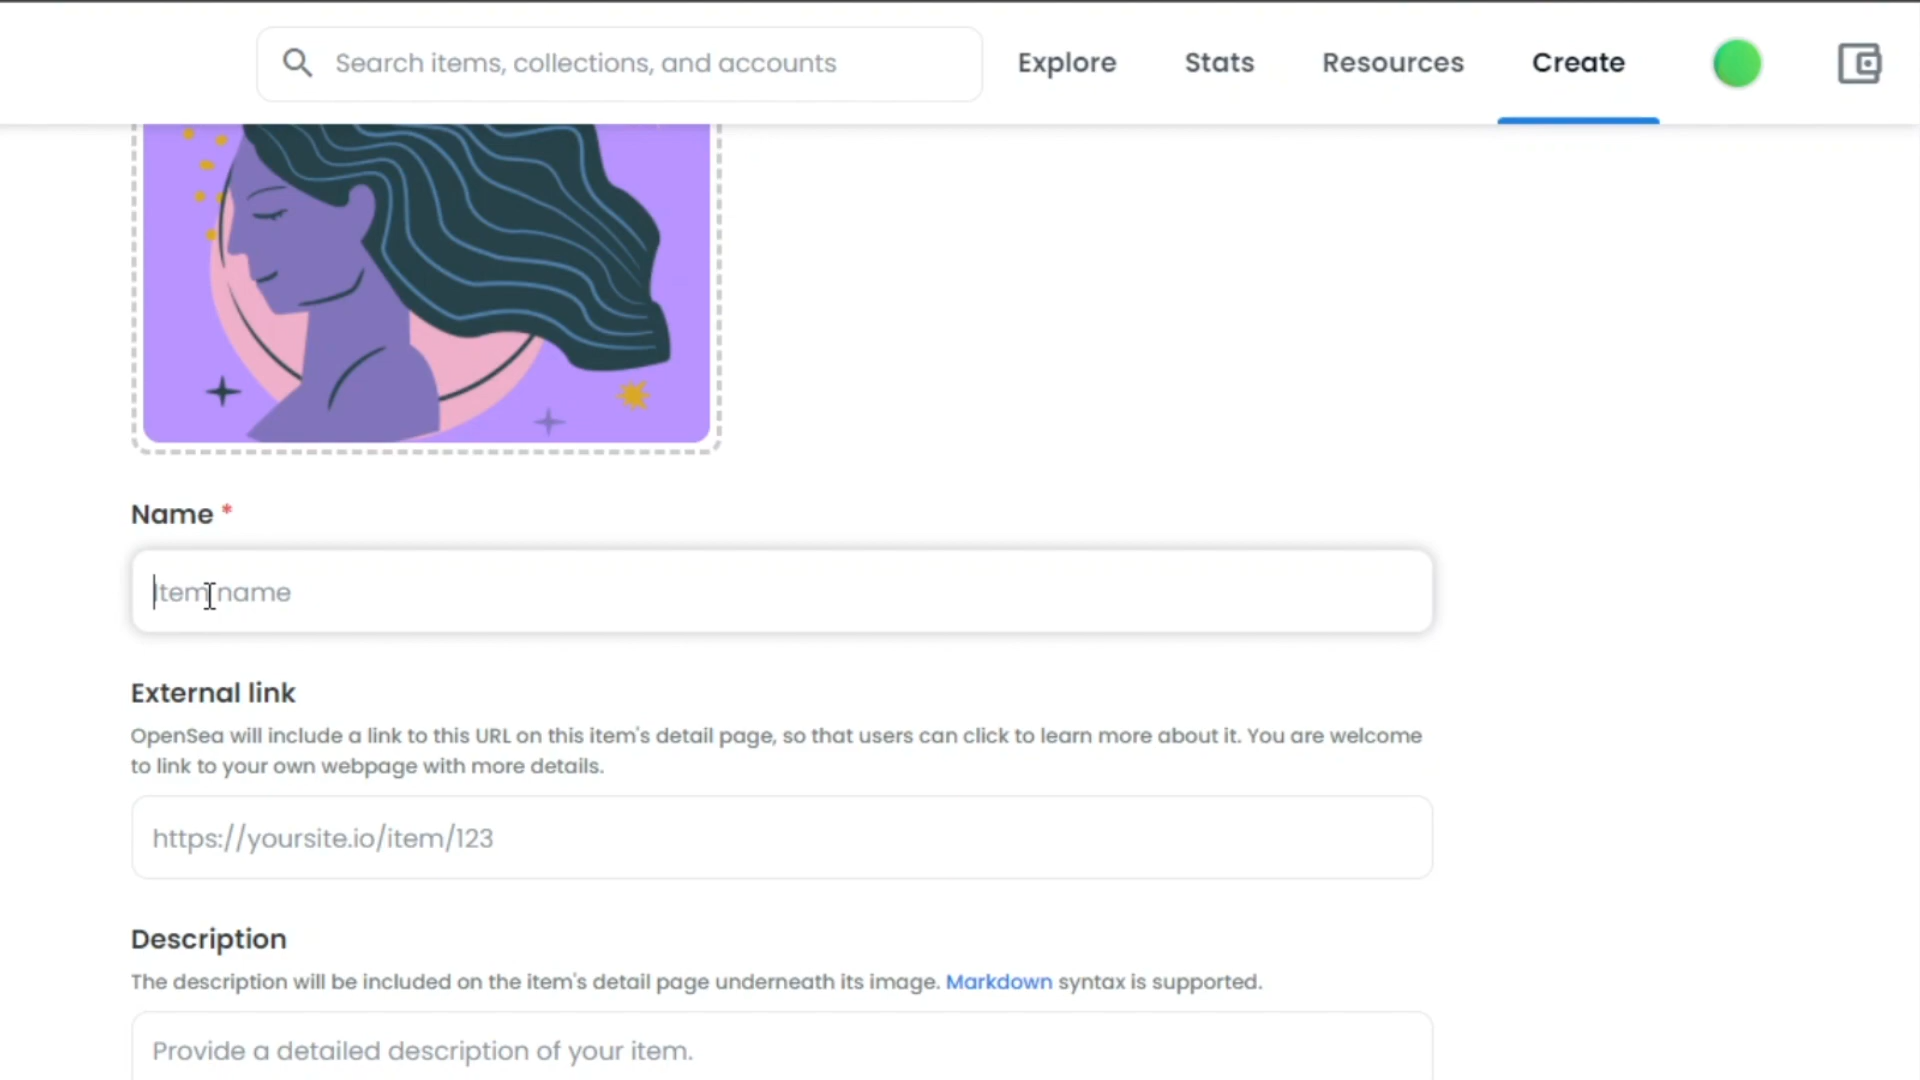 Search items, collections, and accounts
Explore
Stats
Resources
Create
Name *
Item name
External link
OpenSea will include a link to this URL on this item's detail page, so that users can click to learn more about it. You are welcome
to link to your own webpage with more details.
https://yoursite.io/item/123
Description
The description will be included on the item's detail page underneath its image. Markdown syntax is supported.
Provide a detailed description of your item.